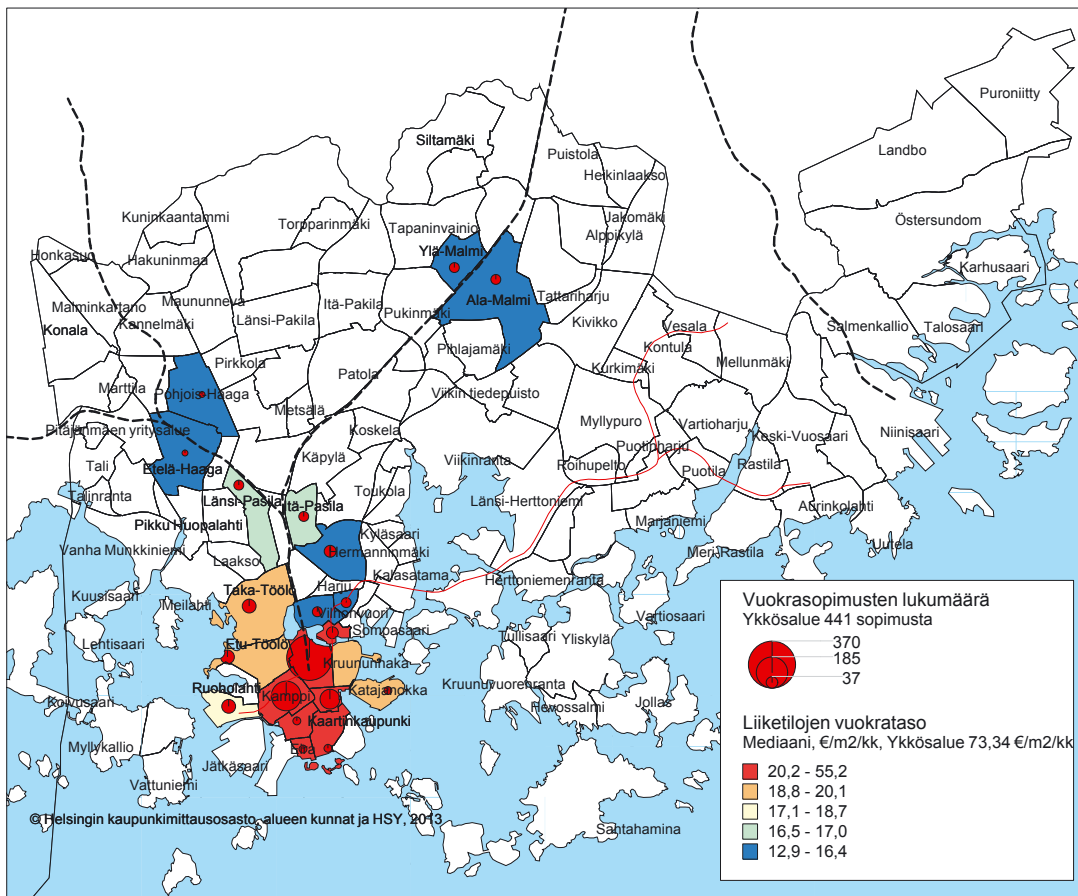 Puroniitty
Siltamäki
Puistola
Landbo
Heikinlaakso
Kuninkaantammi
Torpparinmäki
Tapaninvainio
Jakomäki
Östersundom
Alppikylä
Honkasuo
Hakuninmaa
Ylä-Malmi
Karhusaari
Malminkartano
Maununneva
Itä-Pakila
Ala-Malmi
Tattariharju
Kannelmäki
Länsi-Pakila
Pukinmäki
Kivikko
Konala
Vesala
Salmenkallio
Talosaari
Kontula
Pihlajamäki
Pirkkola
Kurkimäki
Mellunmäki
Marttila
Pohjois-Haaga
Patola
Viikin tiedepuisto
Metsälä
Myllypuro
Vartioharju
Pitäjänmäen yritysalue
Koskela
Keski-Vuosaari
Niinisaari
Puotinharju
Tali
Etelä-Haaga
Käpylä
Viikinranta
Roihupelto
Puotila
Rastila
Talinranta
Länsi-Pasila
Itä-Pasila
Toukola
Länsi-Herttoniemi
Aurinkolahti
Pikku Huopalahti
Marjaniemi
Kyläsaari
Uutela
Vanha Munkkiniemi
Hermanninmäki
Meri-Rastila
Laakso
Kalasatama
Herttoniemenranta
Taka-Töölö
Harju
Kuusisaari
Meilahti
Vilhonvuori
Vartiosaari
Sompasaari
Tullisaari
Lehtisaari
Etu-Töölö
Yliskylä
Kruununhaka
Ruoholahti
Kamppi
Katajanokka
Kruunuvuorenranta
Koivusaari
Hevossalmi
Jollas
Kaartinkaupunki
Myllykallio
Eira
Jätkäsaari
Vattuniemi
Santahamina
© Helsingin kaupunkimittausosasto, alueen kunnat ja HSY, 2013
Vuokrasopimusten lukumäärä
Ykkösalue 441 sopimusta
370
185
37
Liiketilojen vuokrataso
Mediaani, €/m2/kk, Ykkösalue 73,34 €/m2/kk
20,2 - 55,2
18,8 - 20,1
17,1 - 18,7
16,5 - 17,0
12,9 - 16,4